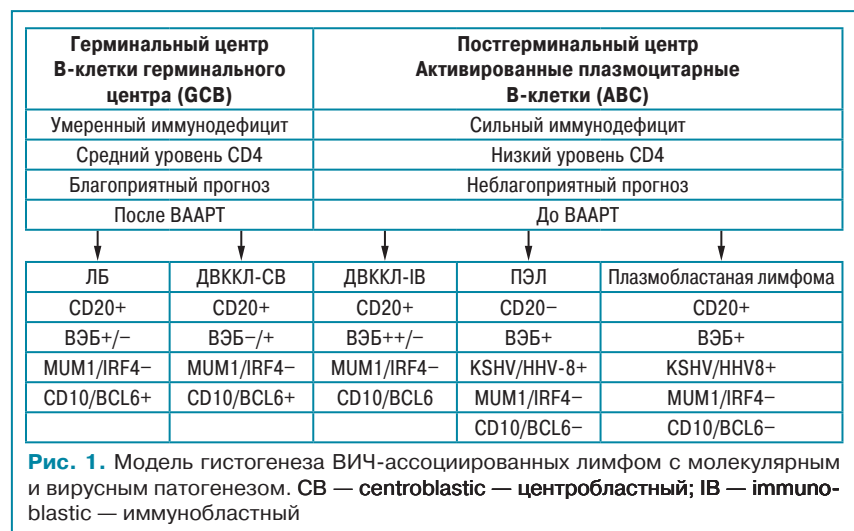 Герминальный центр
В-клетки герминального
центра (GCB)
Постгерминальный центр
Активированные плазмоцитарные
В-клетки (ABC)
Умеренный иммунодефицит
Сильный иммунодефицит
Средний уровень CD4
Низкий уровень CD4
Благоприятный прогноз
Неблагоприятный прогноз
После ВААРТ
До ВААРТ
ЛБ
ДВККЛ-CB
ДВККЛ-IB
ПЭЛ
Плазмобластаная лимфома
CD20+
CD20+
CD20+
CD20−
CD20+
ВЭБ+/−
ВЭБ−/+
ВЭБ++/−
ВЭБ+
ВЭБ+
MUM1/IRF4−
MUM1/IRF4−
MUM1/IRF4−
KSHV/HHV-8+
KSHV/HHV8+
CD10/BCL6+
CD10/BCL6+
CD10/BCL6
MUM1/IRF4−
MUM1/IRF4−
CD10/BCL6−
CD10/BCL6−
Рис. 1. Модель гистогенеза ВИЧ-ассоциированных лимфом с молекулярным
и вирусным патогенезом. CB — centroblastic — центробластный; IB — immuno-
blastic — иммунобластный